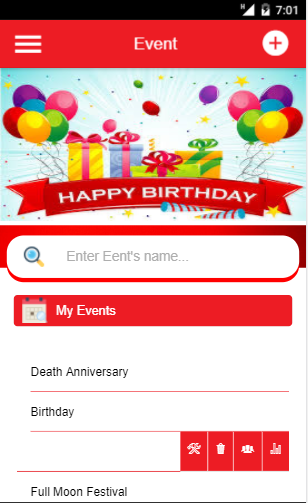 7:01
Event
HAPPY BIRTHDAY
Enter Eent's name...
My Events
Death Anniversary
Birthday
Full Moon Festival